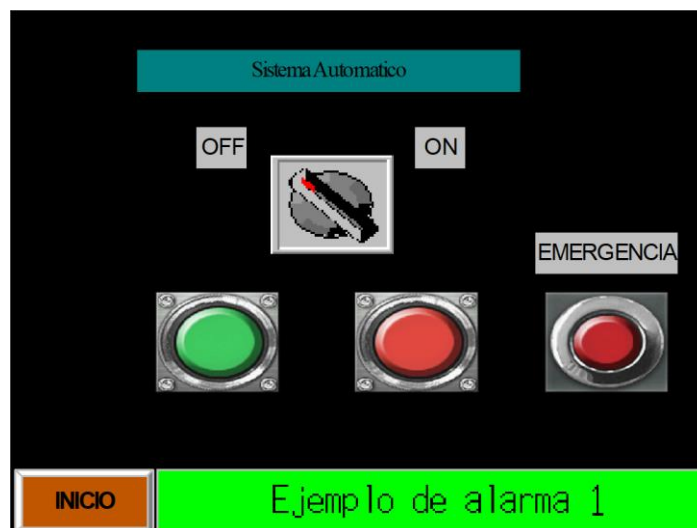 Sistema Automatico
OFF
ON
EMERGENCIA
INICIO
Ejemplo de alarma 1